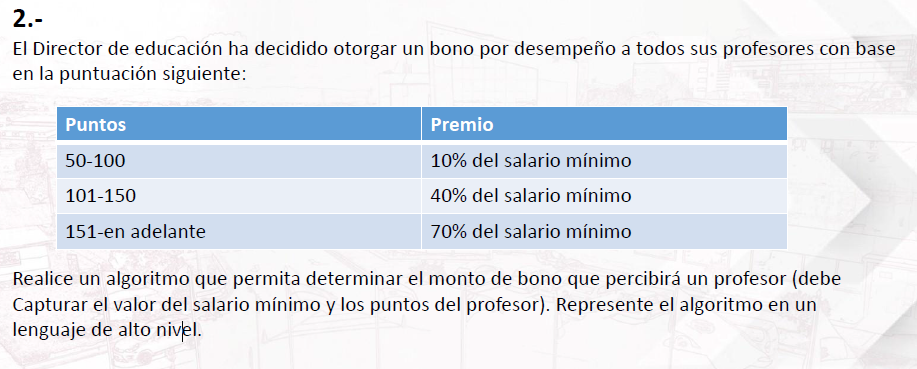 2.-
El Director de educación ha decidido otorgar un bono por desempeño a todos sus profesores con base
en la puntuación siguiente:
Puntos Premio
50-100 10% del salario mínimo
101-150 40% del salario mínimo
151-en adelante 70% del salario mínimo
Realice un algoritmo que permita determinar el monto de bono que percibirá un profesor (debe
Capturar el valor del salario mínimo y los puntos del profesor). Represente el algoritmo en un
lenguaje de alto nivel.